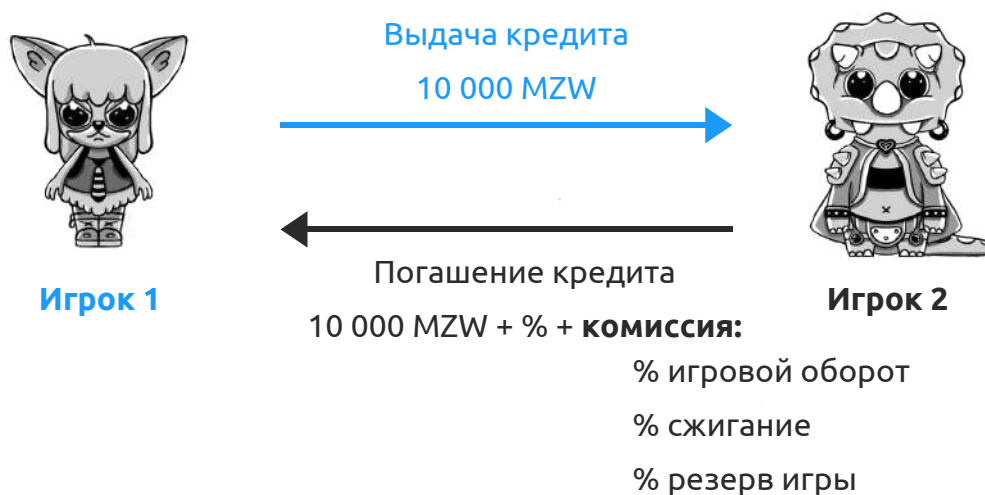 Выдача кредита
10 000 MZW
Погашение кредита
Игрок 1
Игрок 2
10 000 MZW + % + комиссия:
% игровой оборот
% сжигание
% резерв игры